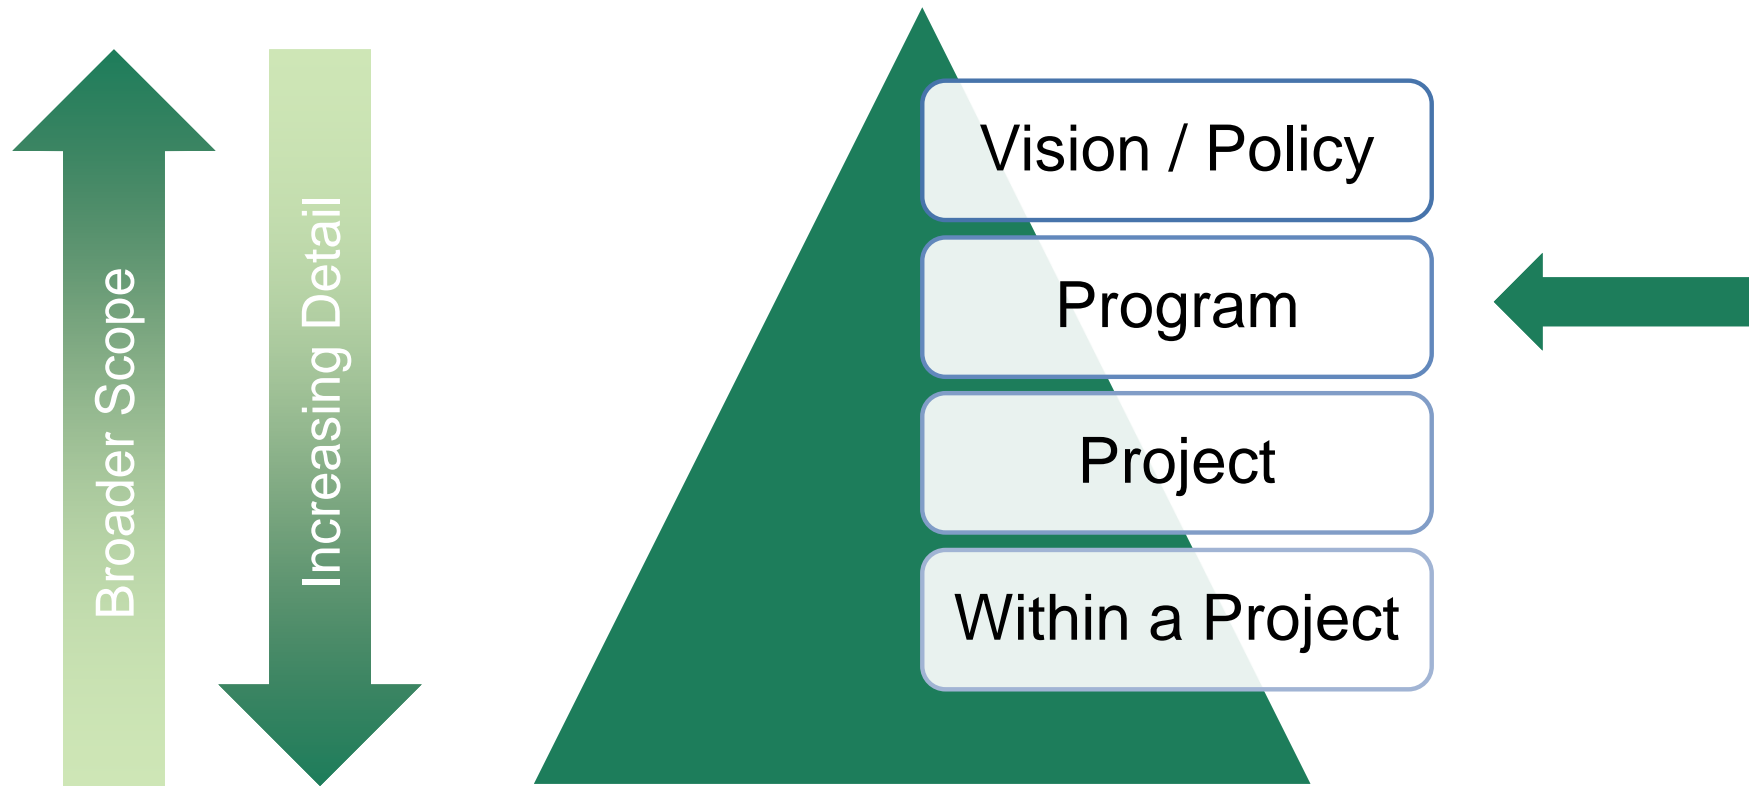 Broader Scope
Increasing Detail
Vision / Policy
Program
Project
Within a Project